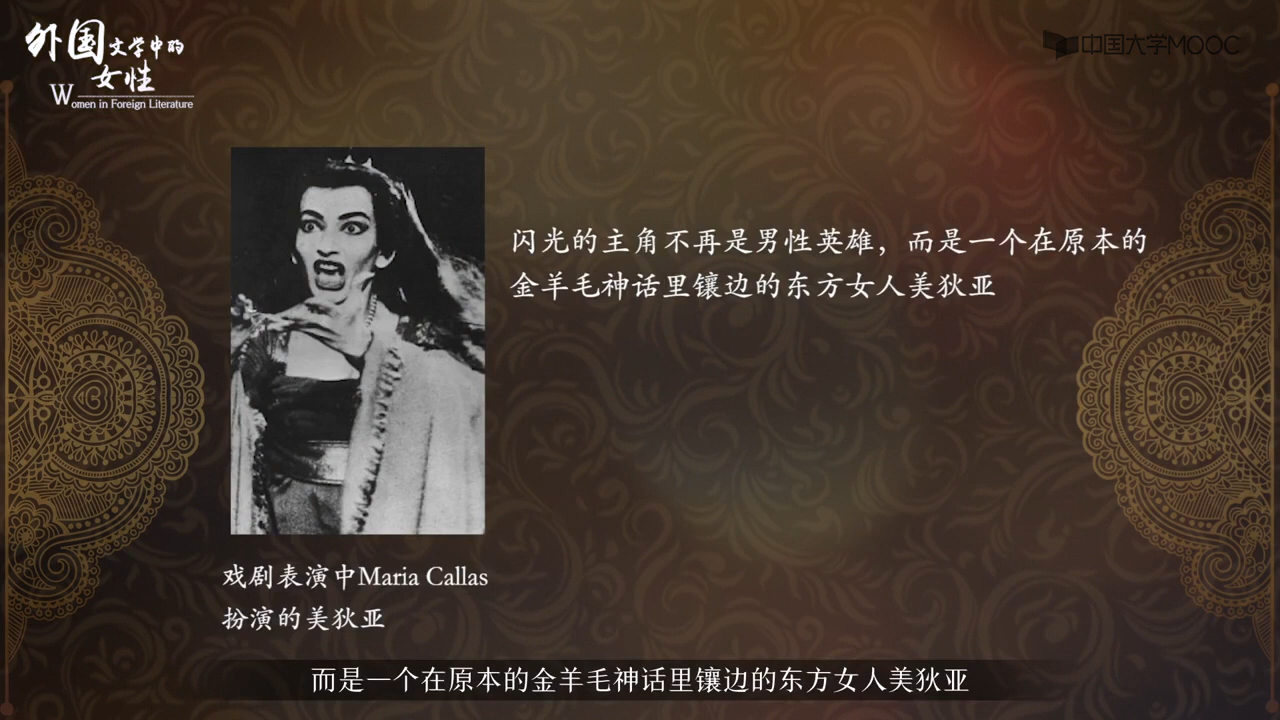 外国文学中的
女性
Women in Foreign Literature
中国大学MOOC
闪光的主角不再是男性英雄，而是一个在原本的
金羊毛神话里镶边的东方女人美狄亚
戏剧表演中Maria Callas
扮演的美狄亚
而是一个在原本的金羊毛神话里镶边的东方女人美狄亚